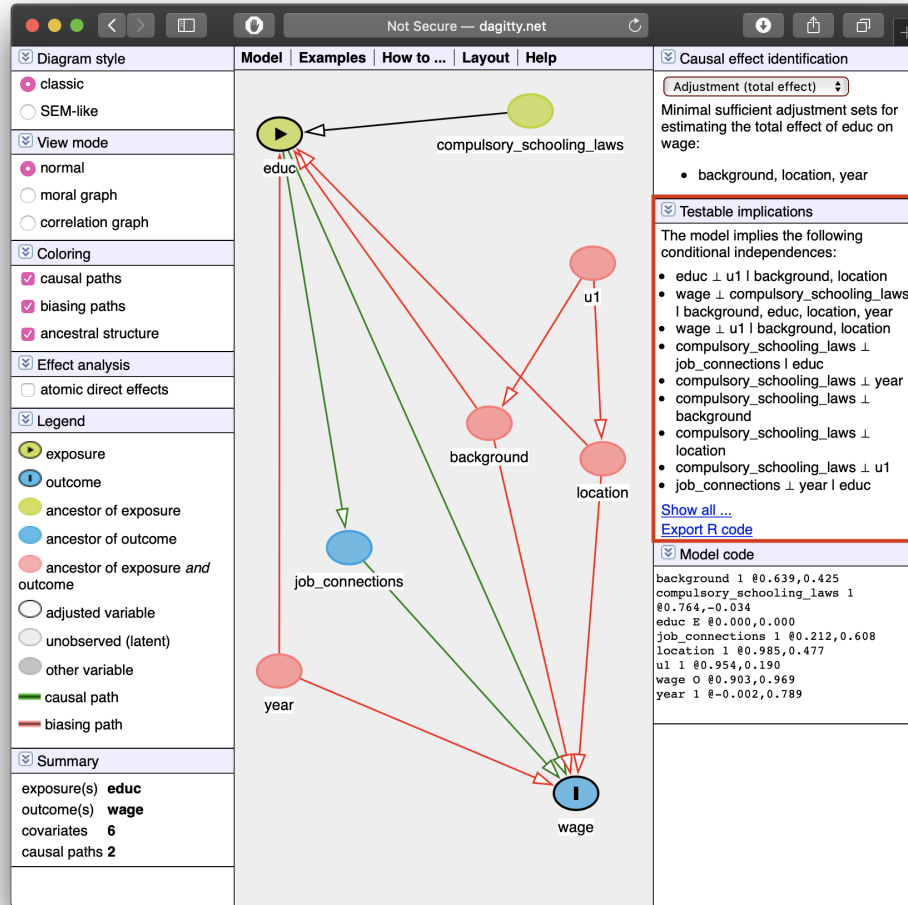 Not Secure — dagitty.net
Diagram style
classic
SEM-like
View mode
normal
moral graph
correlation graph
Coloring
causal paths
biasing paths
ancestral structure
Effect analysis
atomic direct effects
Legend
exposure
outcome
ancestor of exposure
ancestor of outcome
ancestor of exposure and
outcome
adjusted variable
unobserved (latent)
other variable
causal path
biasing path
Summary
exposure(s) educ
outcome(s) wage
covariates 6
causal paths 2
Model | Examples | How to ... | Layout | Help
compulsory_schooling_laws
educ
u1
background
location
job_connections
year
wage
Causal effect identification
Adjustment (total effect)
Minimal sufficient adjustment sets for
estimating the total effect of educ on
wage:
• background, location, year
Testable implications
The model implies the following
conditional independences:
• educ ⊥ u1 | background, location
• wage ⊥ compulsory_schooling_laws
| background, educ, location, year
• wage ⊥ u1 | background, location
• compulsory_schooling_laws ⊥
job_connections | educ
• compulsory_schooling_laws ⊥ year
• compulsory_schooling_laws ⊥
background
• compulsory_schooling_laws ⊥
location
• compulsory_schooling_laws ⊥ u1
• job_connections ⊥ year | educ
Show all ...
Export R code
Model code
background 1 @0.639,0.425
compulsory_schooling_laws 1
@0.764,-0.034
educ E @0.000,0.000
job_connections 1 @0.212,0.608
location 1 @0.985,0.477
u1 1 @0.954,0.190
wage O @0.903,0.969
year 1 @-0.002,0.789